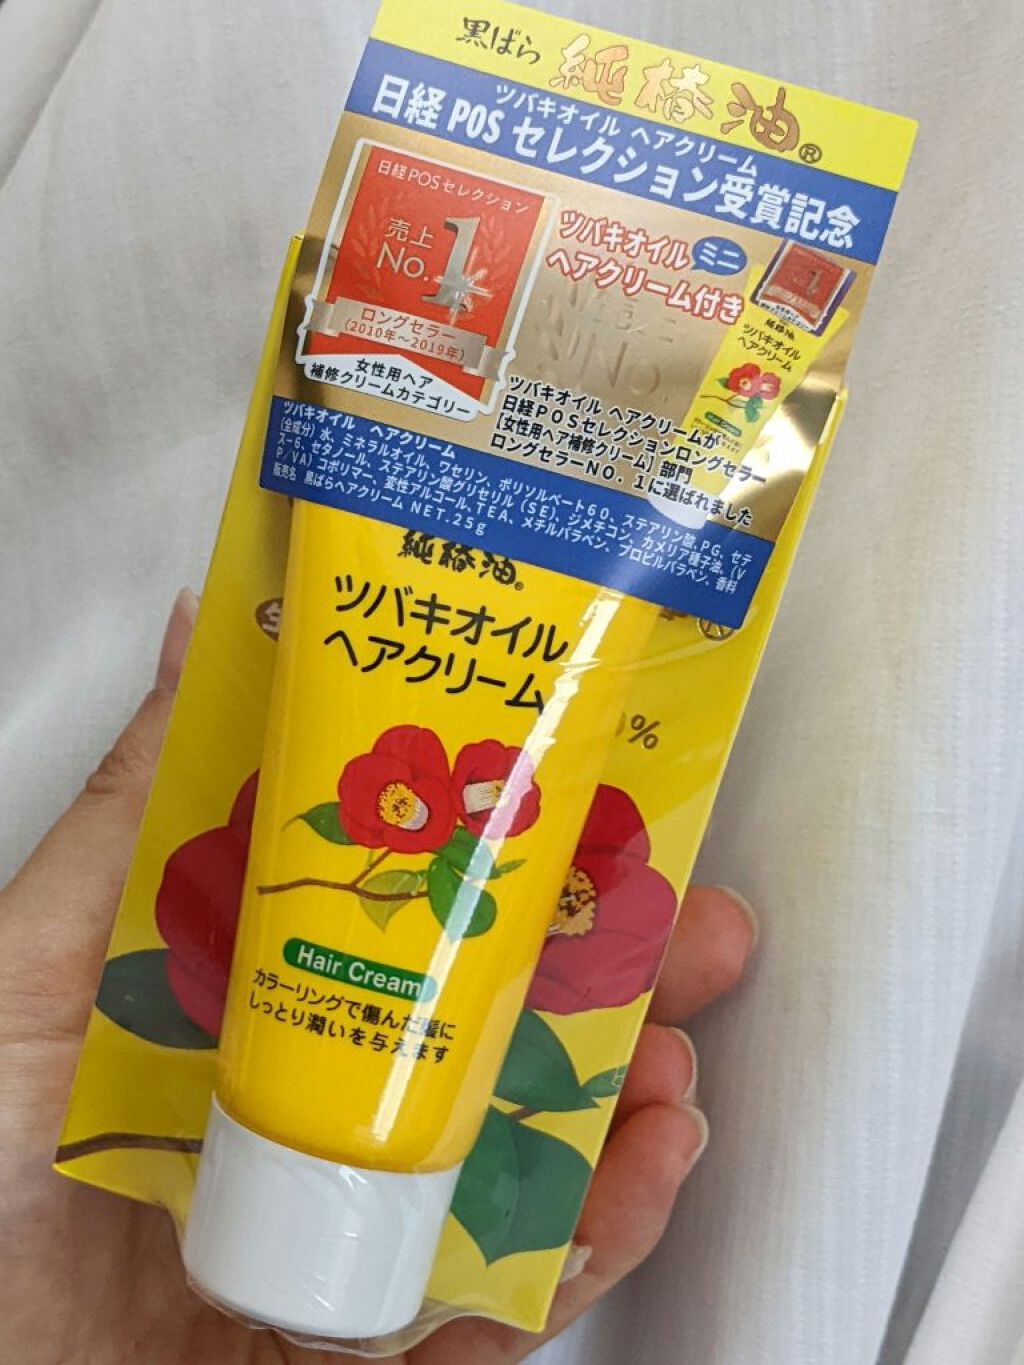 黒ばら 純椿油®
ツバキオイル ヘアクリーム
日経 POS セレクション受賞記念
日経POSセレクション
売上
No.1
ロングセラー
(2010年〜2019年)
女性用ヘア
補修クリームカテゴリー
ツバキオイル ミニ
ヘアクリーム付き
純椿油
ツバキオイル
ヘアクリーム
Hair Cream
ツバキオイル ヘアクリームが
日経POSセレクションロングセラー
【女性用ヘア補修クリーム】部門
ロングセラーNO.1に選ばれました
ツバキオイル ヘアクリーム
(全成分) 水、ミネラルオイル、ワセリン、ポリソルベート60、ステアリン酸、PG、セテ
ス-6、セタノール、ステアリン酸グリセリル(SE)、ジメチコン、カメリア種子油、(V
P/VA)コポリマー、変性アルコール、TEA、メチルパラベン、プロピルパラベン、香料
販売名 黒ばらヘアクリーム NET.25g
純椿油®
ツバキオイル
ヘアクリーム
%
Hair Cream
カラーリングで傷んだ髪に
しっとり潤いを与えます